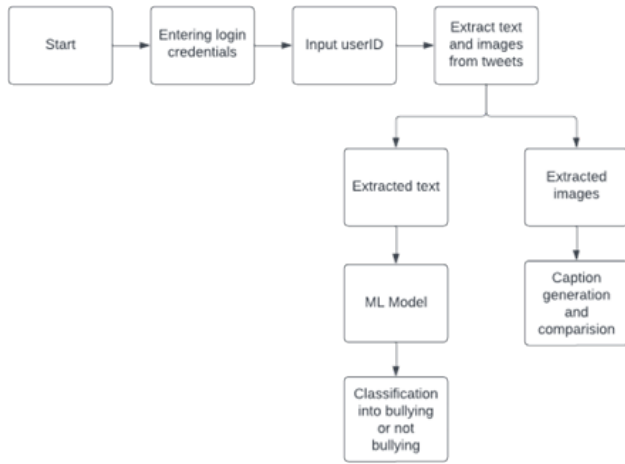 Start
Entering login
credentials
Input userID
Extract text
and images
from tweets
Extracted text
Extracted
images
ML Model
Caption
generation
and
comparision
Classification
into bullying
or not
bullying